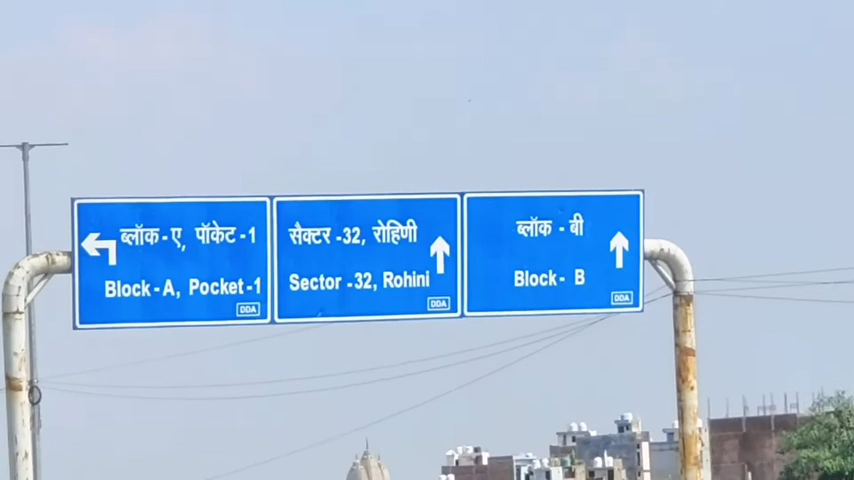 ब्लॉक - ए, पॉकेट - 1
Block - A, Pocket - 1
DDA
सैक्टर - 32, रोहिणी
Sector - 32, Rohini
DDA
ब्लॉक - बी
Block - B
DDA